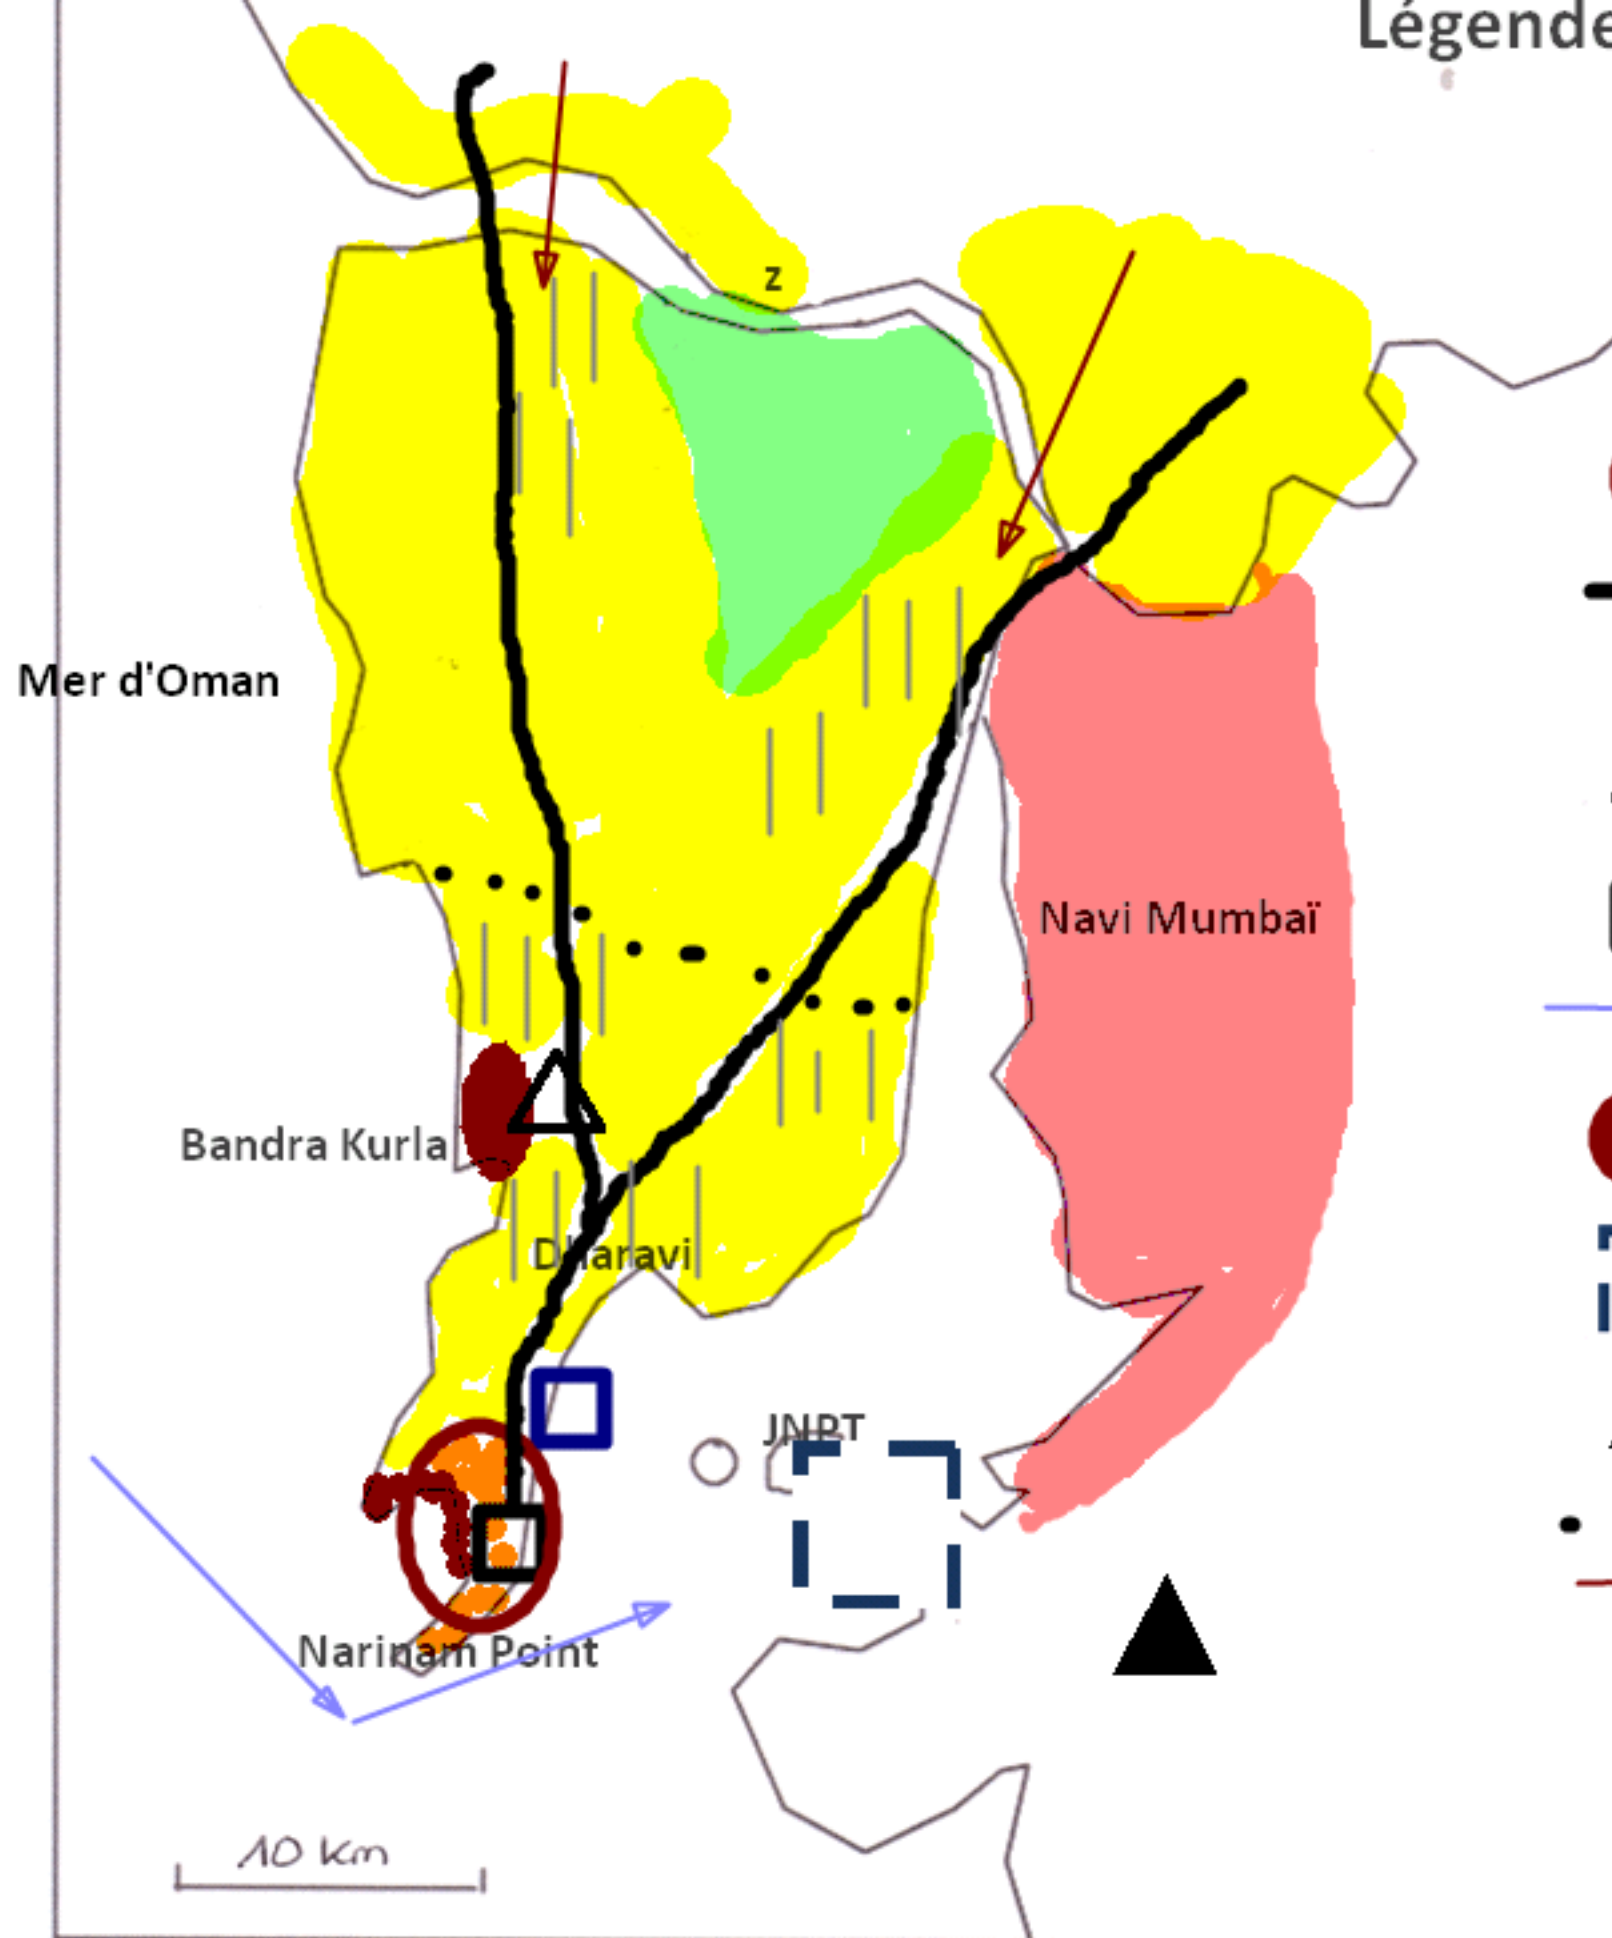 Légende
z
Mer d'Oman
Navi Mumbaï
Bandra Kurla
Dharavi
JNPT
Narinam Point
10 km